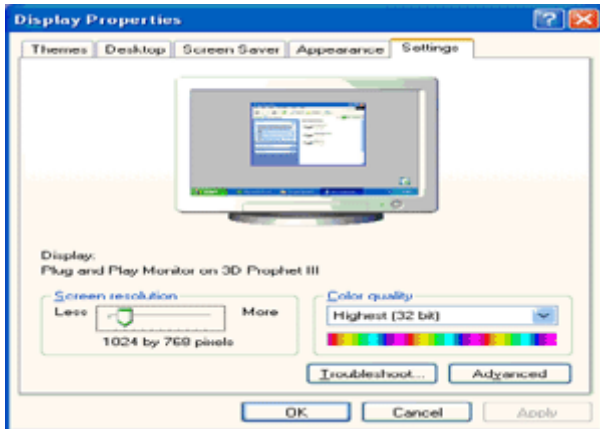 Display Properties
Themes Desktop Screen Saver Appearance Settings
Display:
Plug and Play Monitor on 3D Prophet III
Screen resolution
Less More
1024 by 768 pixels
Color quality
Highest (32 bit)
Troubleshoot... Advanced
OK Cancel Apply